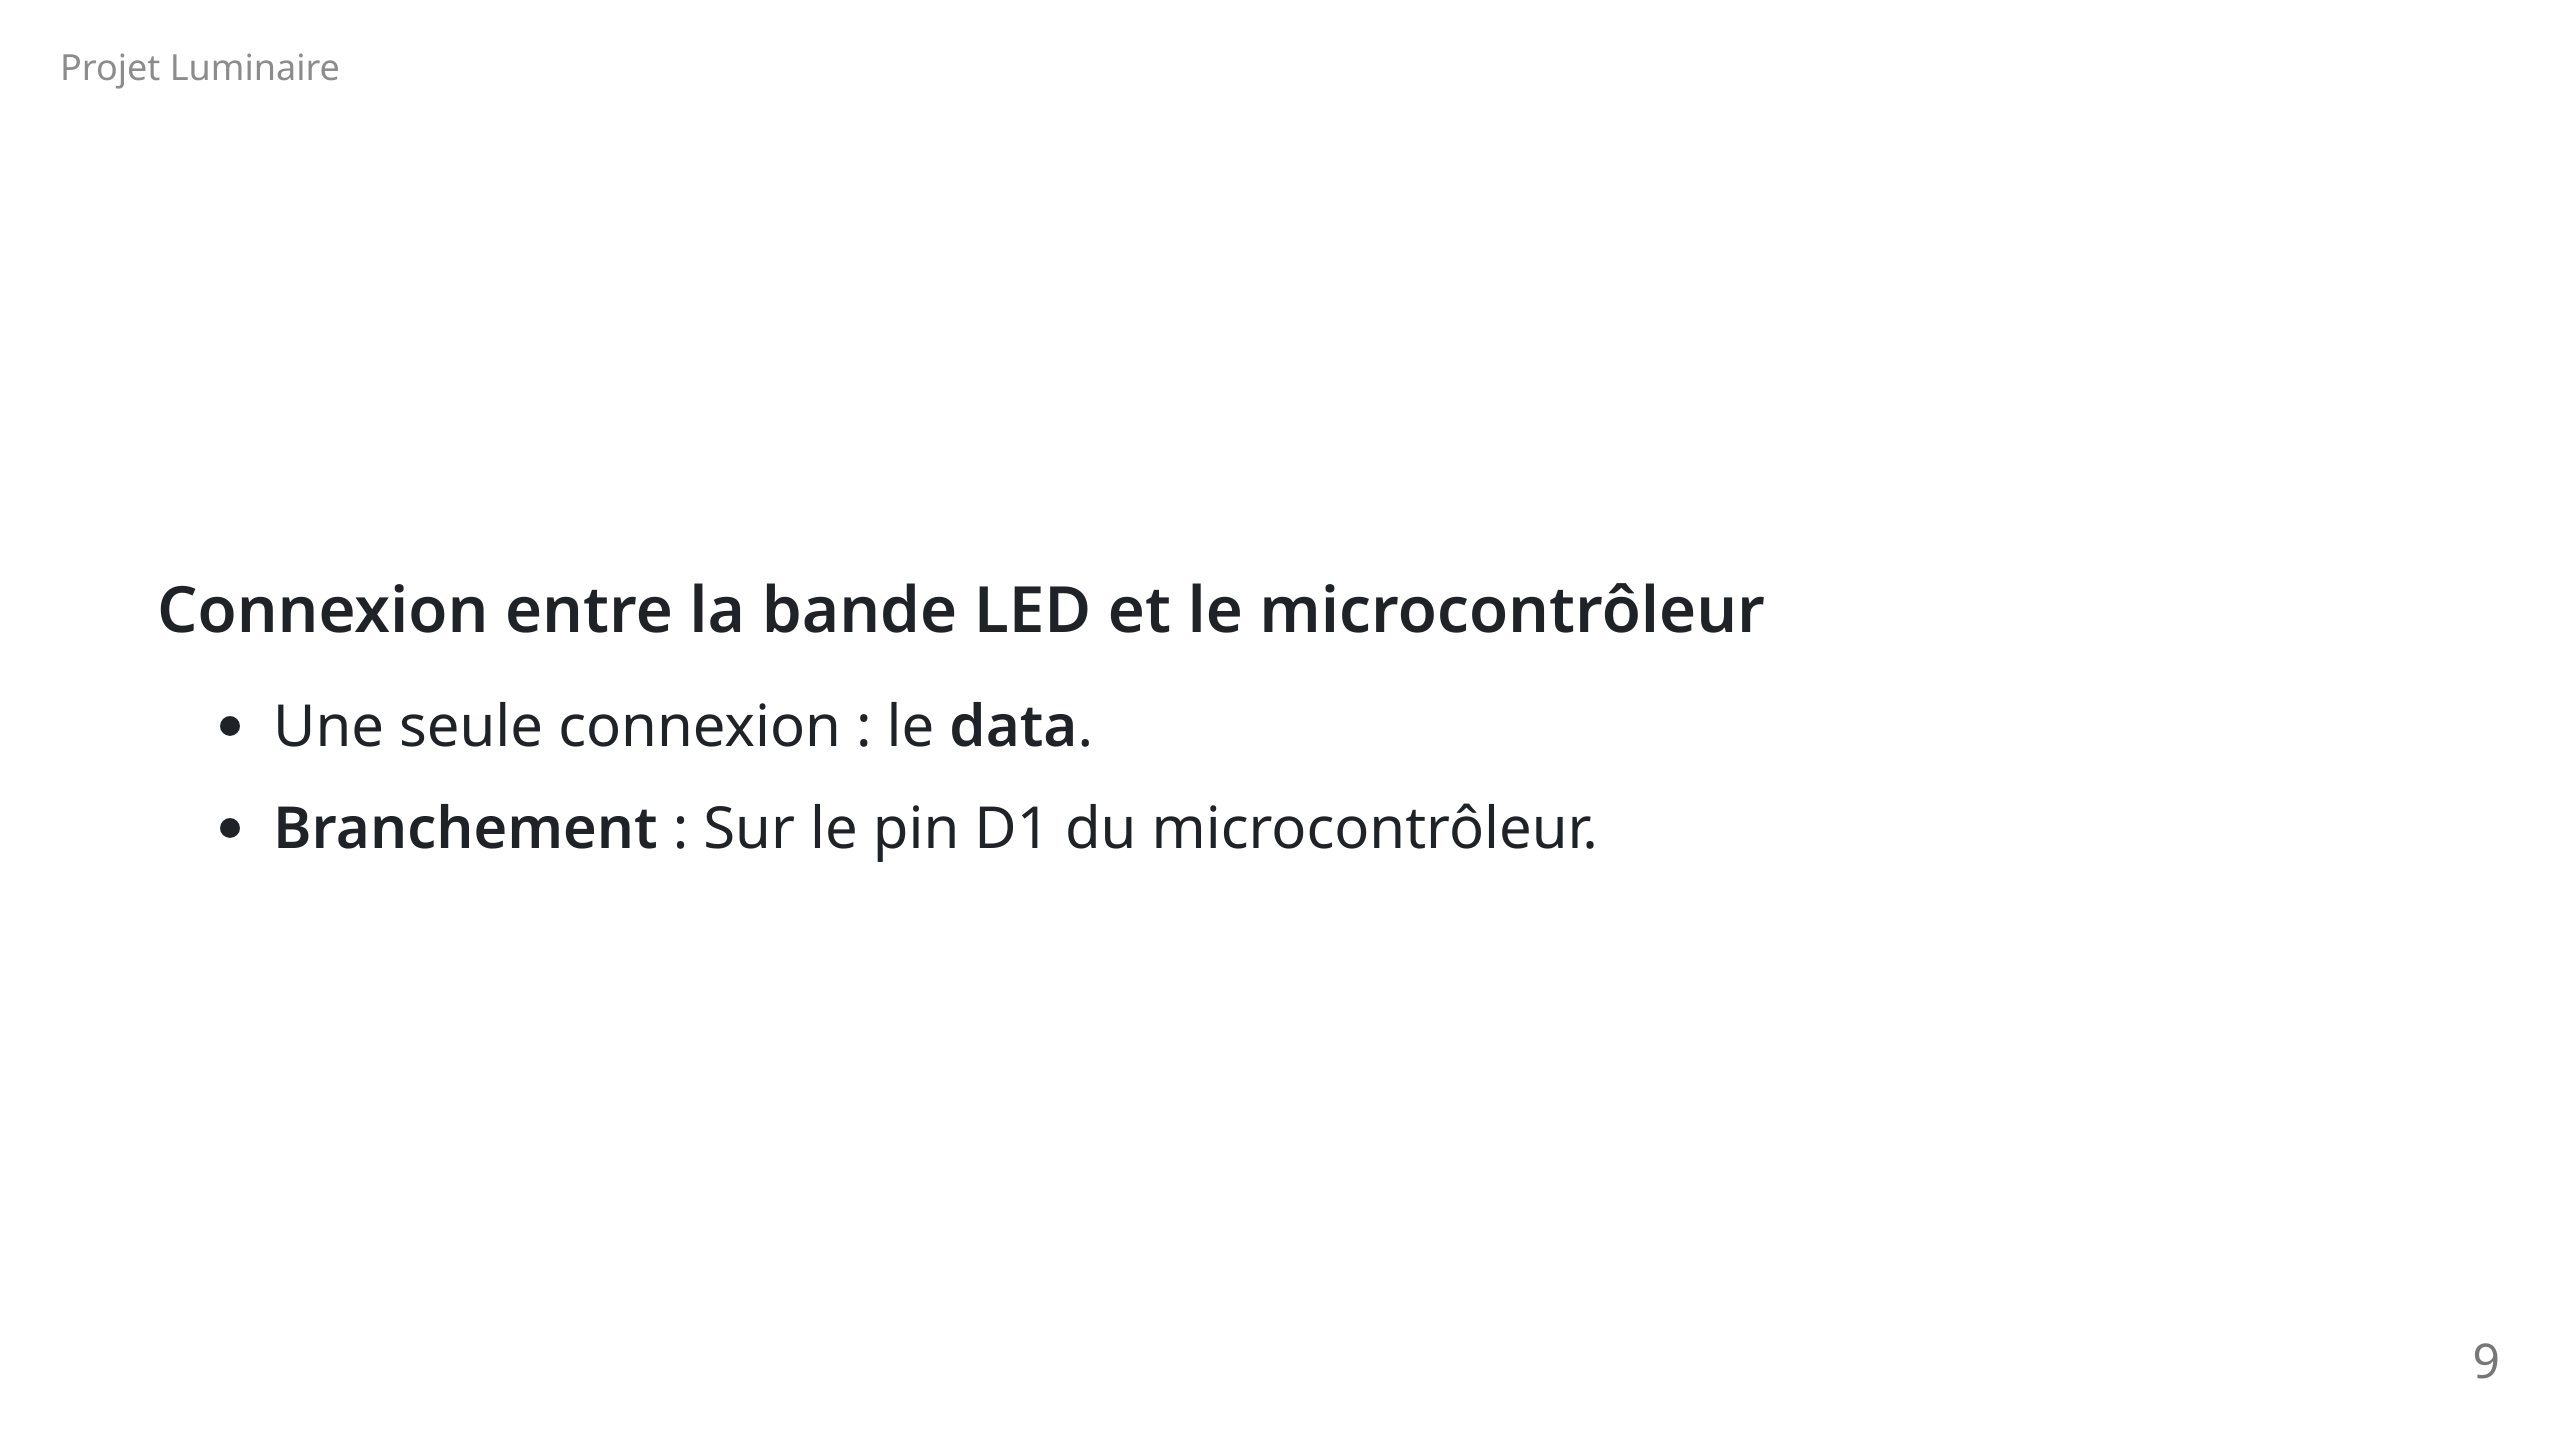 Projet Luminaire
Connexion entre la bande LED et le microcontrôleur
• Une seule connexion : le data.
• Branchement : Sur le pin D1 du microcontrôleur.
9